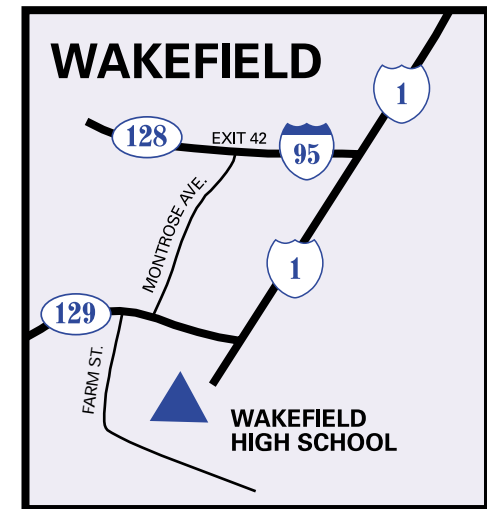 WAKEFIELD
1
128
EXIT 42
95
MONTROSE AVE.
1
129
FARM ST.
WAKEFIELD
HIGH SCHOOL